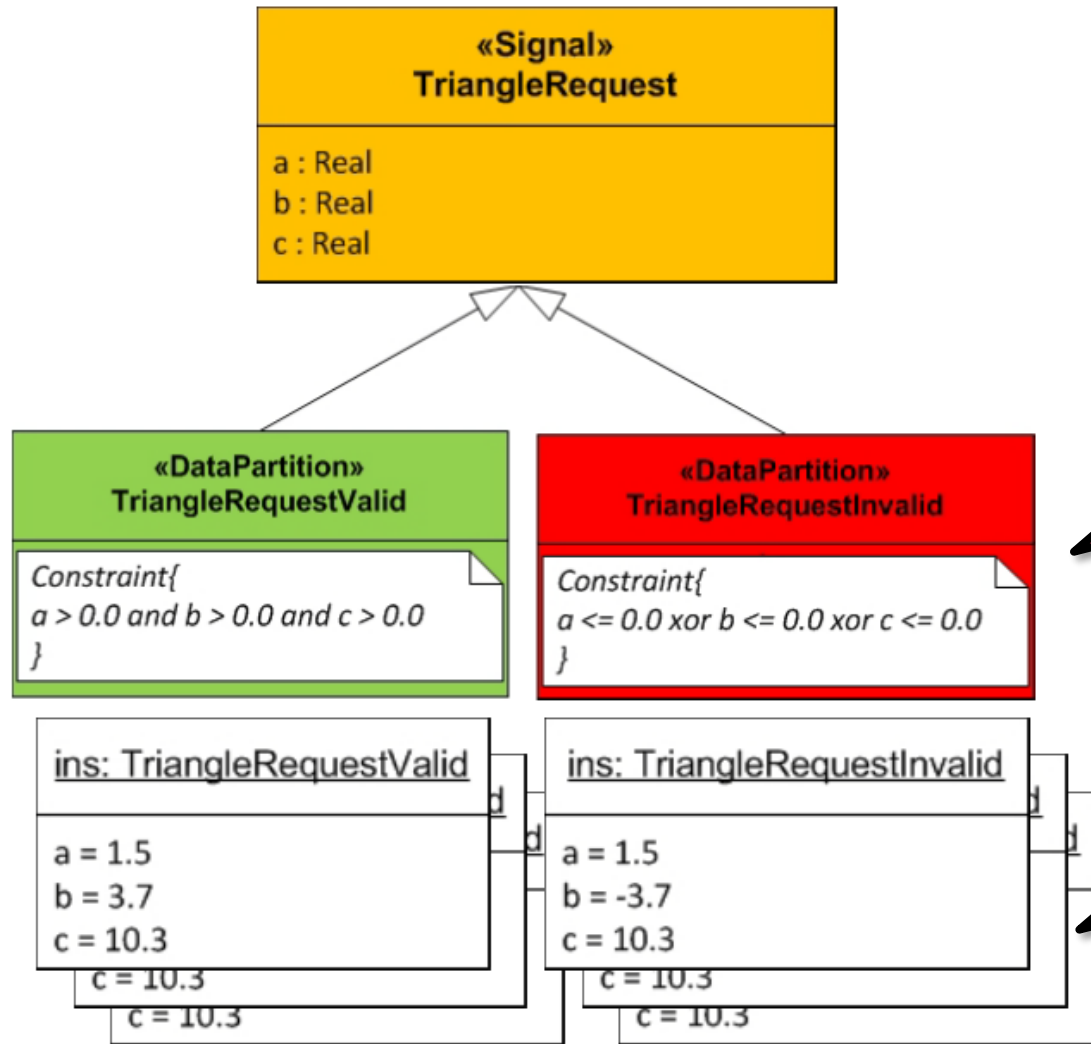 «Signal»
TriangleRequest
a : Real
b : Real
c : Real
«DataPartition»
TriangleRequestValid
Constraint{
a > 0.0 and b > 0.0 and c > 0.0
}
«DataPartition»
TriangleRequestInvalid
Constraint{
a <= 0.0 xor b <= 0.0 xor c <= 0.0
}
ins: TriangleRequestValid
d
d
a = 1.5
b = 3.7
c = 10.3
c = 10.3
c = 10.3
ins: TriangleRequestInvalid
d
d
a = 1.5
b = -3.7
c = 10.3
c = 10.3
c = 10.3